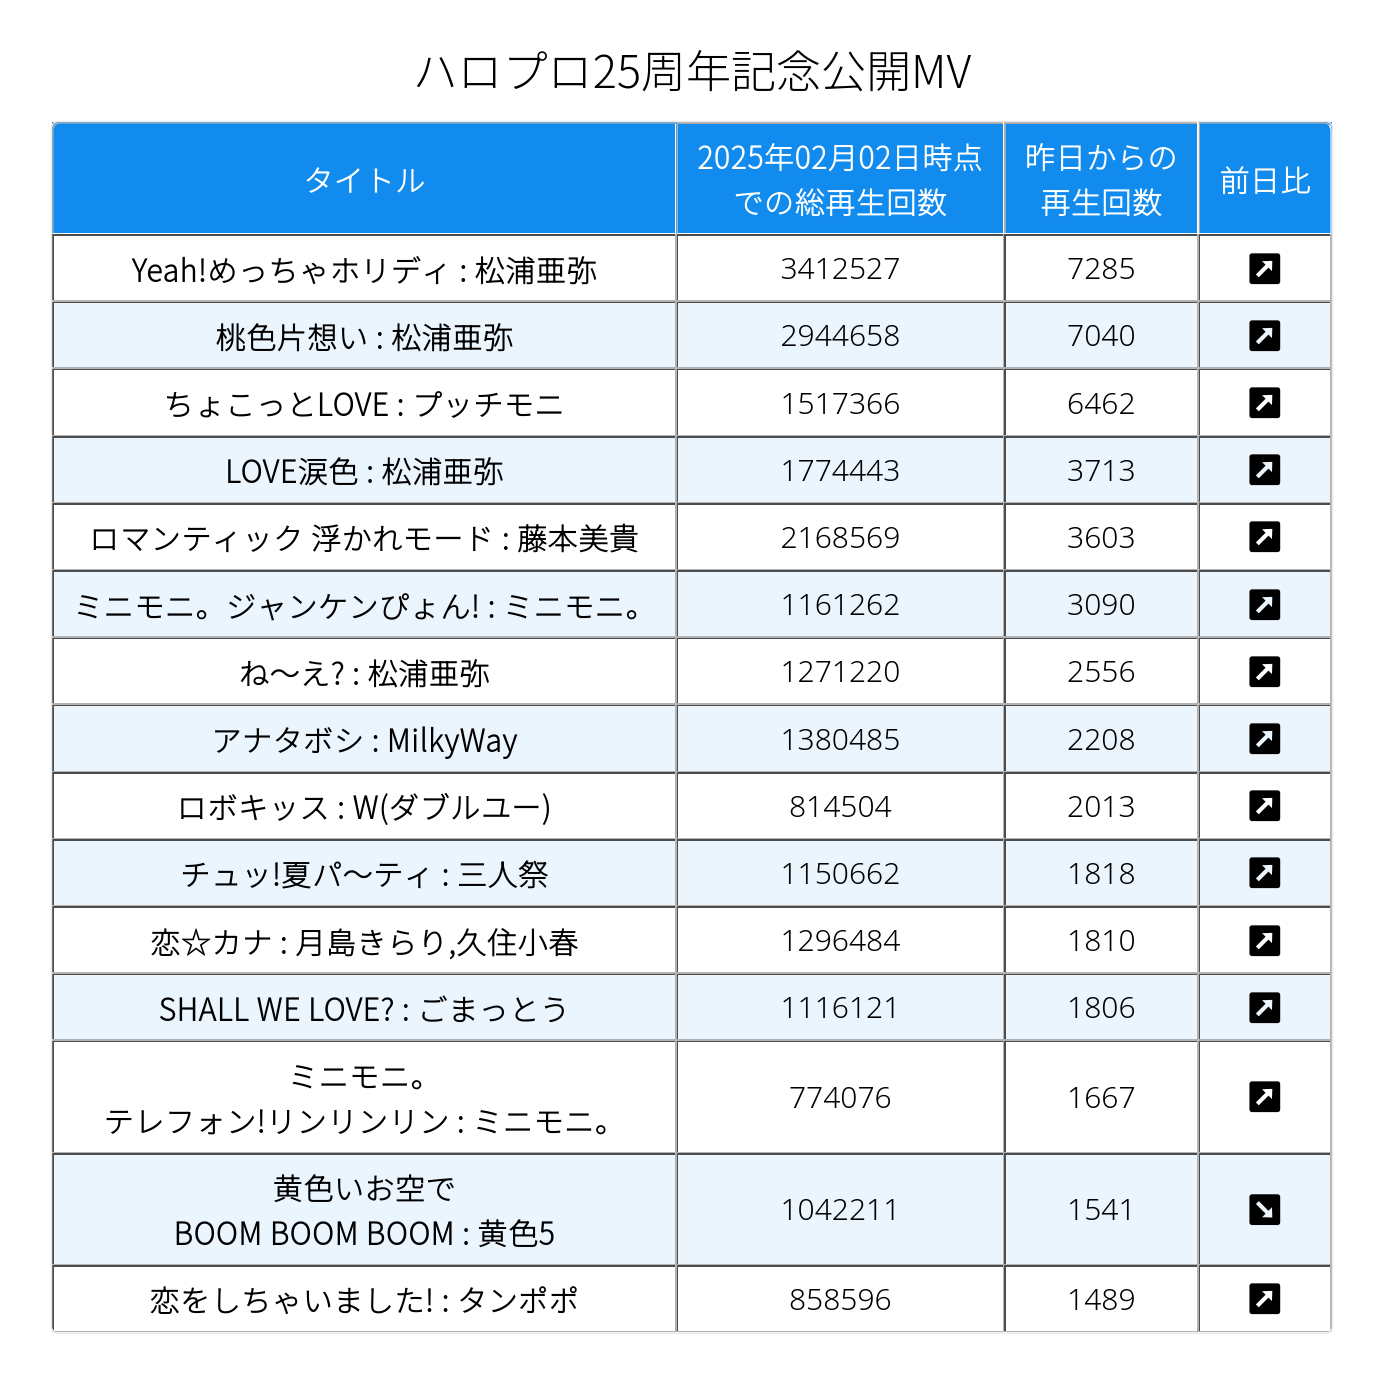 ハロプロ25周年記念公開MV
タイトル
2025年02月02日時点
での総再生回数
昨日からの
再生回数
前日比
Yeah!めっちゃホリディ : 松浦亜弥 3412527 7285
桃色片想い : 松浦亜弥 2944658 7040
ちょこっとLOVE : プッチモニ 1517366 6462
LOVE涙色 : 松浦亜弥 1774443 3713
ロマンティック 浮かれモード : 藤本美貴 2168569 3603
ミニモニ。ジャンケンぴょん! : ミニモニ。 1161262 3090
ね〜え? : 松浦亜弥 1271220 2556
アナタボシ : MilkyWay 1380485 2208
ロボキッス : W(ダブルユー) 814504 2013
チュッ!夏パ〜ティ : 三人祭 1150662 1818
恋☆カナ : 月島きらり,久住小春 1296484 1810
SHALL WE LOVE? : ごまっとう 1116121 1806
ミニモニ。
テレフォン!リンリンリン : ミニモニ。 774076 1667
黄色いお空で
BOOM BOOM BOOM : 黄色5 1042211 1541
恋をしちゃいました! : タンポポ 858596 1489